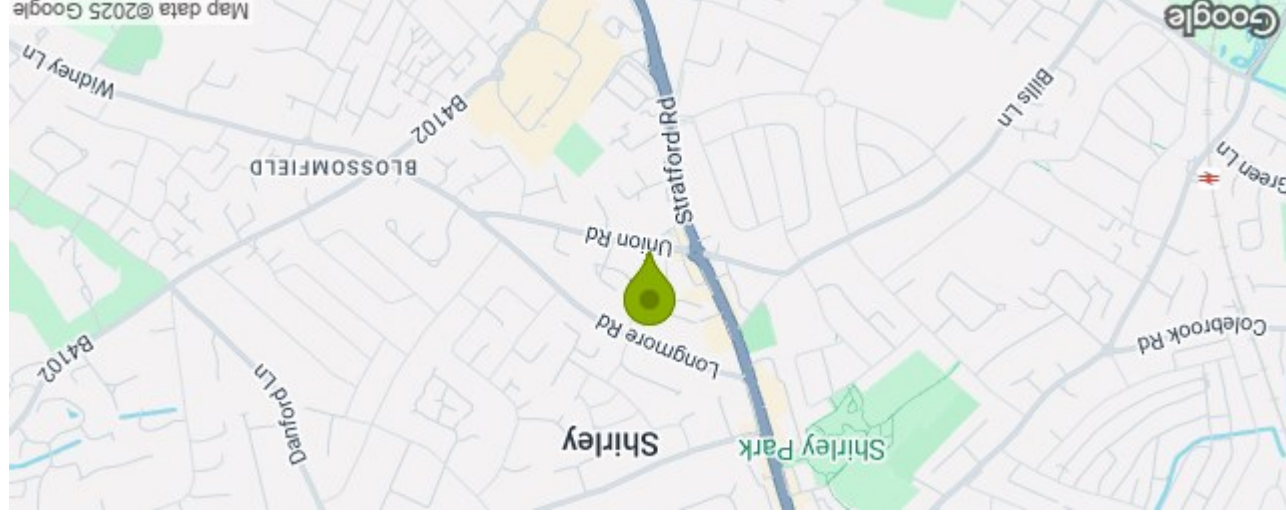 Shirley Park
Shirley
Danford Ln
B4102
Colebrook Rd
Longmore Rd
Union Rd
Stratford Rd
Green Ln
BLOSSOMFIELD
Bills Ln
B4102
Widney Ln
Google
Map data ©2025 Google